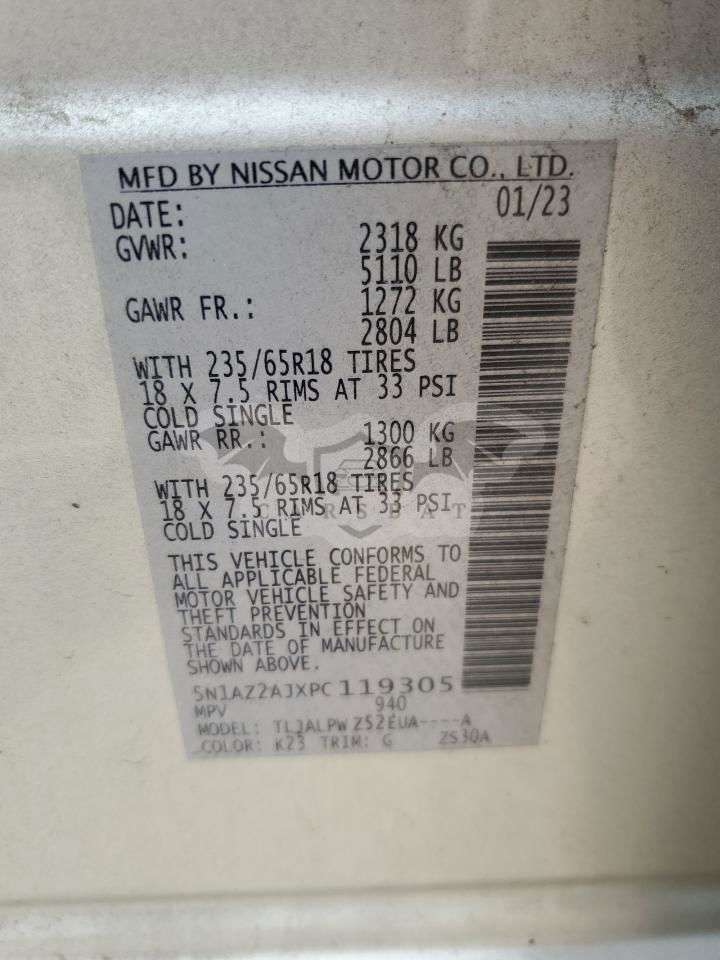 MFD BY NISSAN MOTOR CO., LTD.
DATE: 01/23
GVWR: 2318 KG
5110 LB
GAWR FR.: 1272 KG
2804 LB
WITH 235/65R18 TIRES
18 X 7.5 RIMS AT 33 PSI
COLD SINGLE
GAWR RR.: 1300 KG
2866 LB
WITH 235/65R18 TIRES
18 X 7.5 RIMS AT 33 PSI
COLD SINGLE
CARSBAT
THIS VEHICLE CONFORMS TO
ALL APPLICABLE FEDERAL
MOTOR VEHICLE SAFETY AND
THEFT PREVENTION
STANDARDS IN EFFECT ON
THE DATE OF MANUFACTURE
SHOWN ABOVE.
5N1AZ2AJXPC119305
MPV 940
MODEL: TLJALPW Z52EUA----A
COLOR: K23 TRIM: G ZS30A